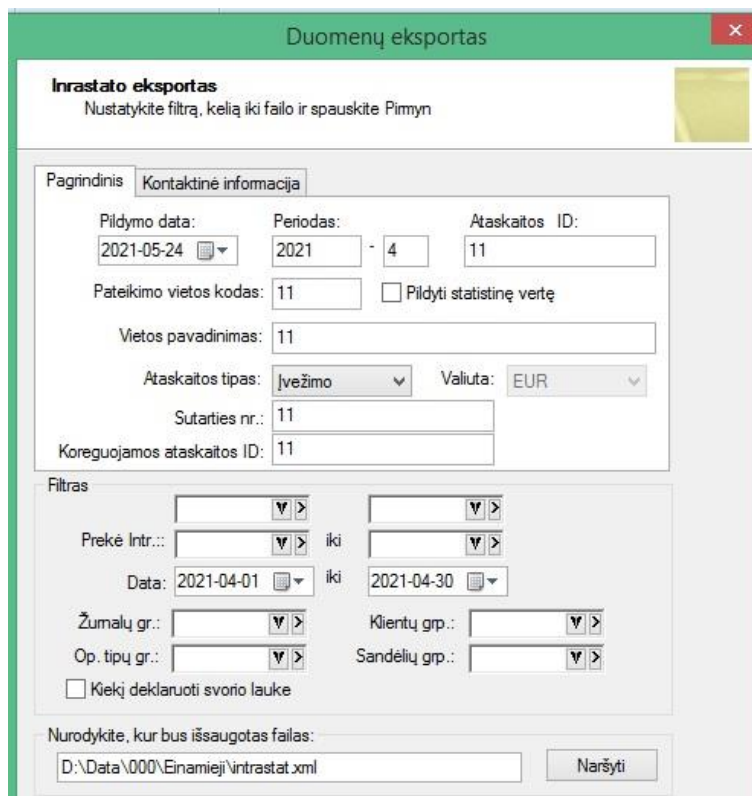 Duomenų eksportas
Inrastato eksportas
Nustatykite filtrą, kelią iki failo ir spauskite Pirmyn
Pagrindinis Kontaktinė informacija
Pildymo data: Periodas: Ataskaitos ID:
2021-05-24 2021 - 4 11
Pateikimo vietos kodas: 11 Pildyti statistinę vertę
Vietos pavadinimas: 11
Ataskaitos tipas: Įvežimo Valiuta: EUR
Sutarties nr.: 11
Koreguojamos ataskaitos ID: 11
Filtras
Prekė Intr.:: iki
Data: 2021-04-01 iki 2021-04-30
Žurnalų gr.: Klientų grp.:
Op. tipų gr.: Sandėlių grp.:
Kiekį deklaruoti svorio lauke
Nurodykite, kur bus išsaugotas failas:
D:\Data\000\Einamieji\intrastat.xml Naršyti